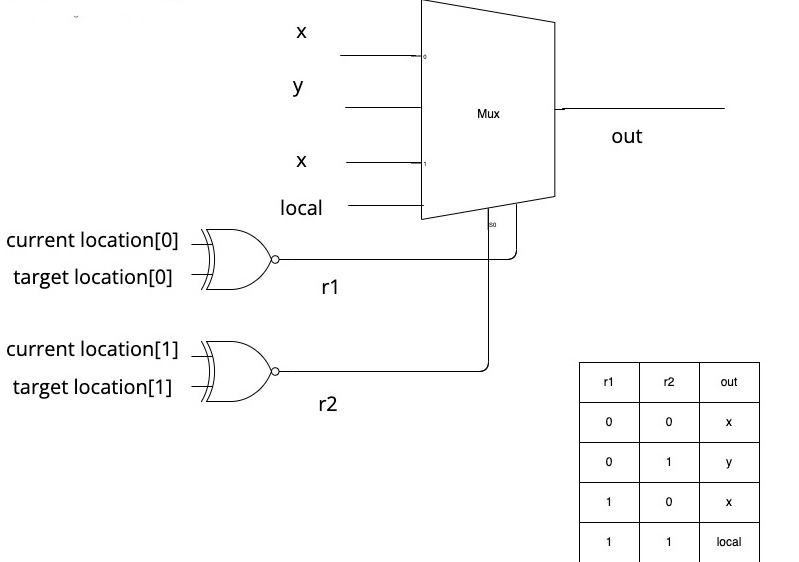 x
0
y
Mux
out
x
1
local
S0
current location[0]
target location[0]
r1
current location[1]
target location[1]
r2
r1 r2 out
0 0 x
0 1 y
1 0 x
1 1 local